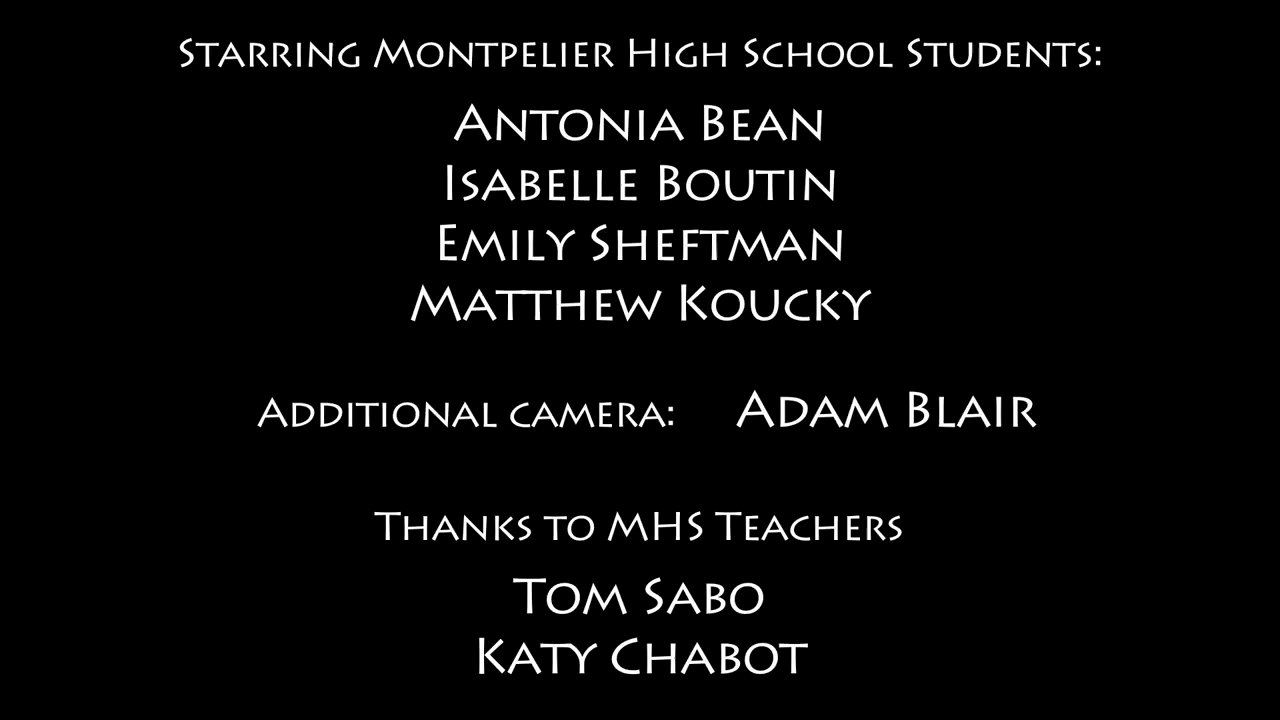 Starring Montpelier High School Students:
Antonia Bean
Isabelle Boutin
Emily Sheftman
Matthew Koucky
Additional camera: Adam Blair
Thanks to MHS Teachers
Tom Sabo
Katy Chabot